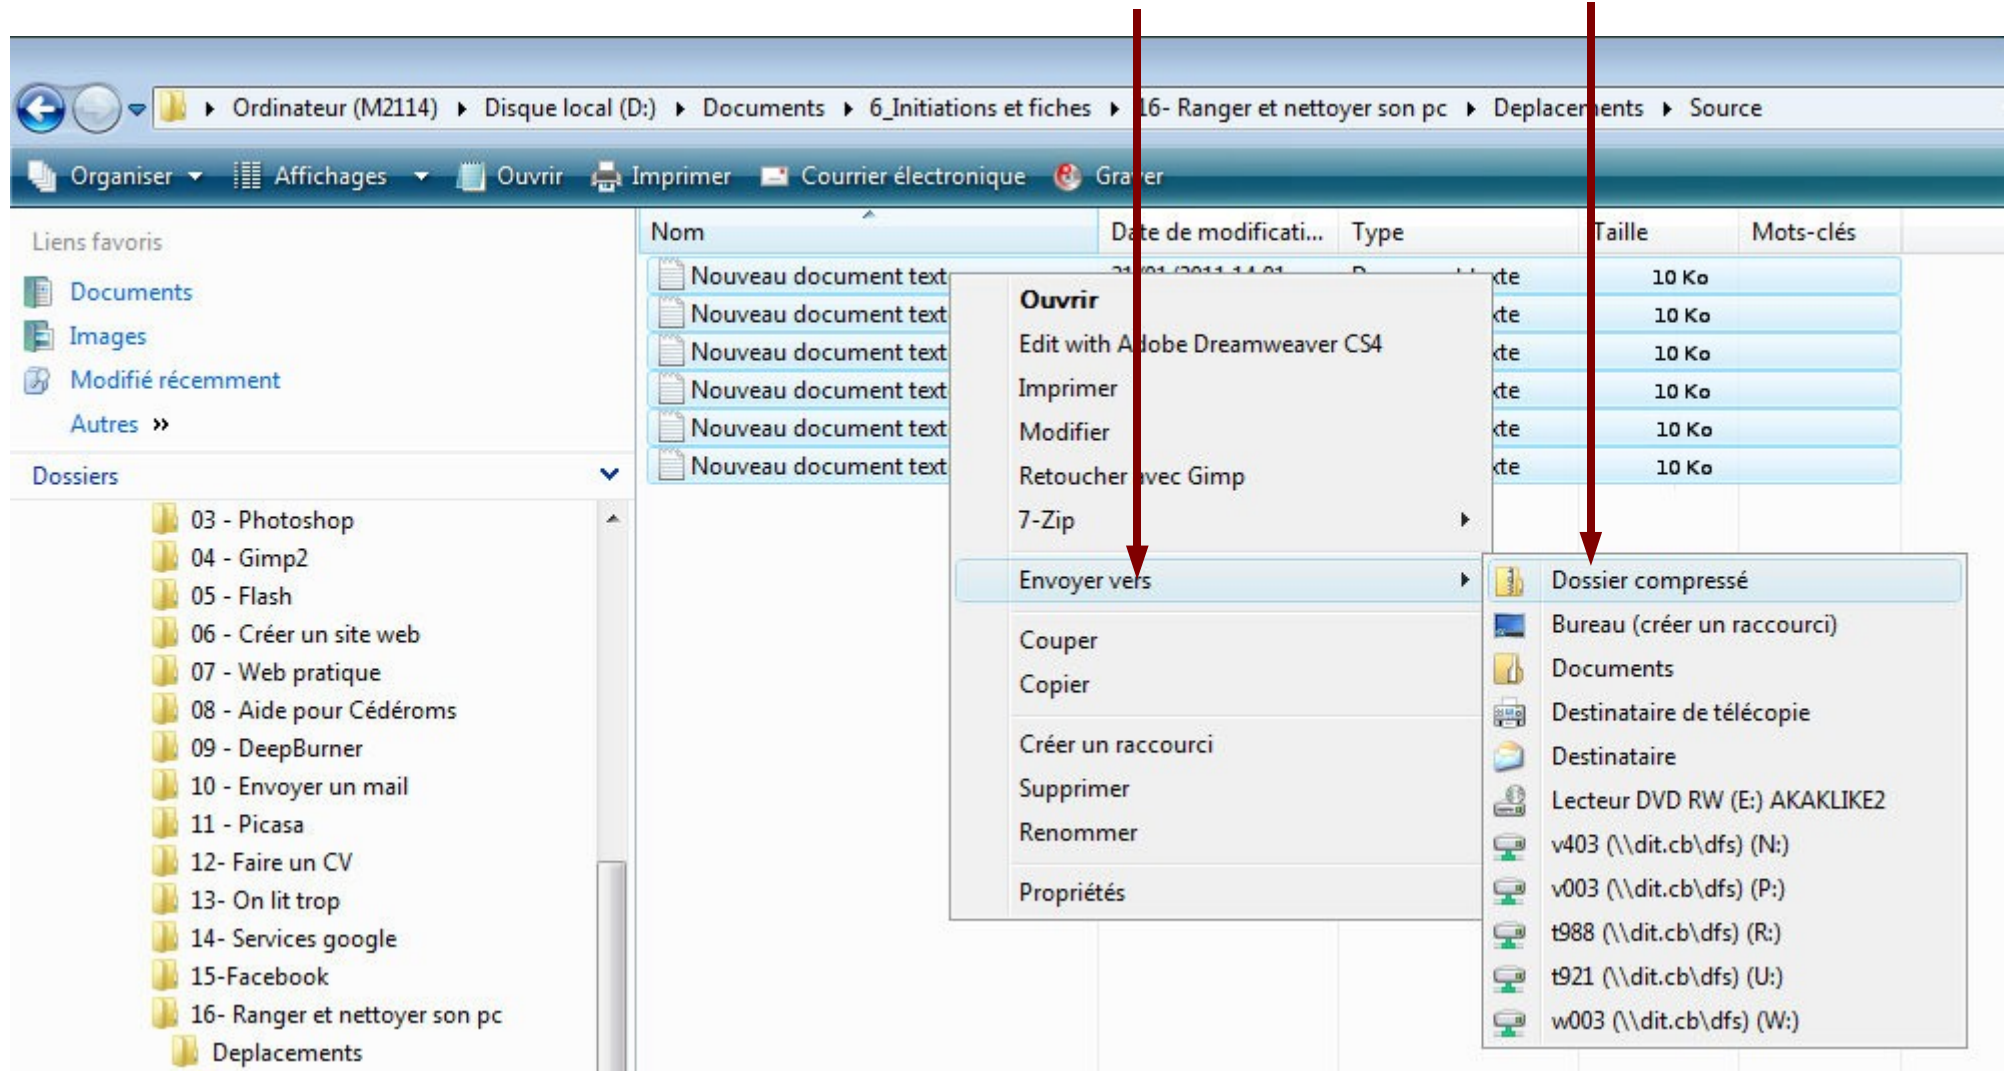 Ordinateur (M2114) Disque local (D:) Documents 6_Initiations et fiches 16- Ranger et nettoyer son pc Deplacements Source
Organiser Affichages Ouvrir Imprimer Courrier électronique Graver
Liens favoris
Documents
Images
Modifié récemment
Autres »
Dossiers
03 - Photoshop
04 - Gimp2
05 - Flash
06 - Créer un site web
07 - Web pratique
08 - Aide pour Cédéroms
09 - DeepBurner
10 - Envoyer un mail
11 - Picasa
12- Faire un CV
13- On lit trop
14- Services google
15-Facebook
16- Ranger et nettoyer son pc
Deplacements
Nom Date de modificati... Type Taille Mots-clés
Nouveau document text 10 Ko
Nouveau document text xte 10 Ko
Nouveau document text xte 10 Ko
Nouveau document text xte 10 Ko
Nouveau document text xte 10 Ko
Nouveau document text xte 10 Ko
Ouvrir
Edit with Adobe Dreamweaver CS4
Imprimer
Modifier
Retoucher avec Gimp
7-Zip
Envoyer vers
Couper
Copier
Créer un raccourci
Supprimer
Renommer
Propriétés
Dossier compressé
Bureau (créer un raccourci)
Documents
Destinataire de télécopie
Destinataire
Lecteur DVD RW (E:) AKAKLIKE2
v403 (\\dit.cb\dfs) (N:)
v003 (\\dit.cb\dfs) (P:)
t988 (\\dit.cb\dfs) (R:)
t921 (\\dit.cb\dfs) (U:)
w003 (\\dit.cb\dfs) (W:)